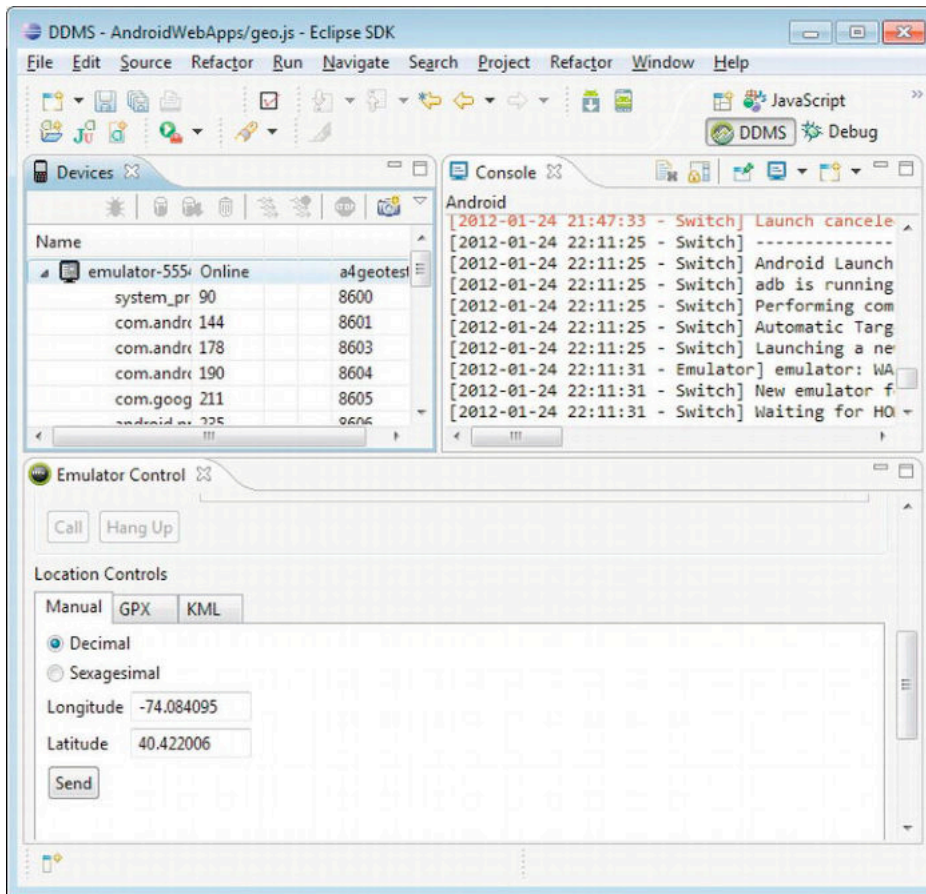 DDMS - AndroidWebApps/geo.js - Eclipse SDK
File Edit Source Refactor Run Navigate Search Project Refactor Window Help
JavaScript
DDMS Debug
Devices
Name
emulator-5554 Online a4geotest
system_pr 90 8600
com.andro 144 8601
com.andro 178 8603
com.andro 190 8604
com.goog 211 8605
225 8606
Console
Android
[2012-01-24 21:47:33 - Switch] Launch cancele
[2012-01-24 22:11:25 - Switch] --------------
[2012-01-24 22:11:25 - Switch] Android Launch
[2012-01-24 22:11:25 - Switch] adb is running
[2012-01-24 22:11:25 - Switch] Performing com
[2012-01-24 22:11:25 - Switch] Automatic Targ
[2012-01-24 22:11:25 - Switch] Launching a ne
[2012-01-24 22:11:31 - Emulator] emulator: WA
[2012-01-24 22:11:31 - Switch] New emulator f
[2012-01-24 22:11:31 - Switch] Waiting for HO
Emulator Control
Call Hang Up
Location Controls
Manual GPX KML
Decimal
Sexagesimal
Longitude -74.084095
Latitude 40.422006
Send